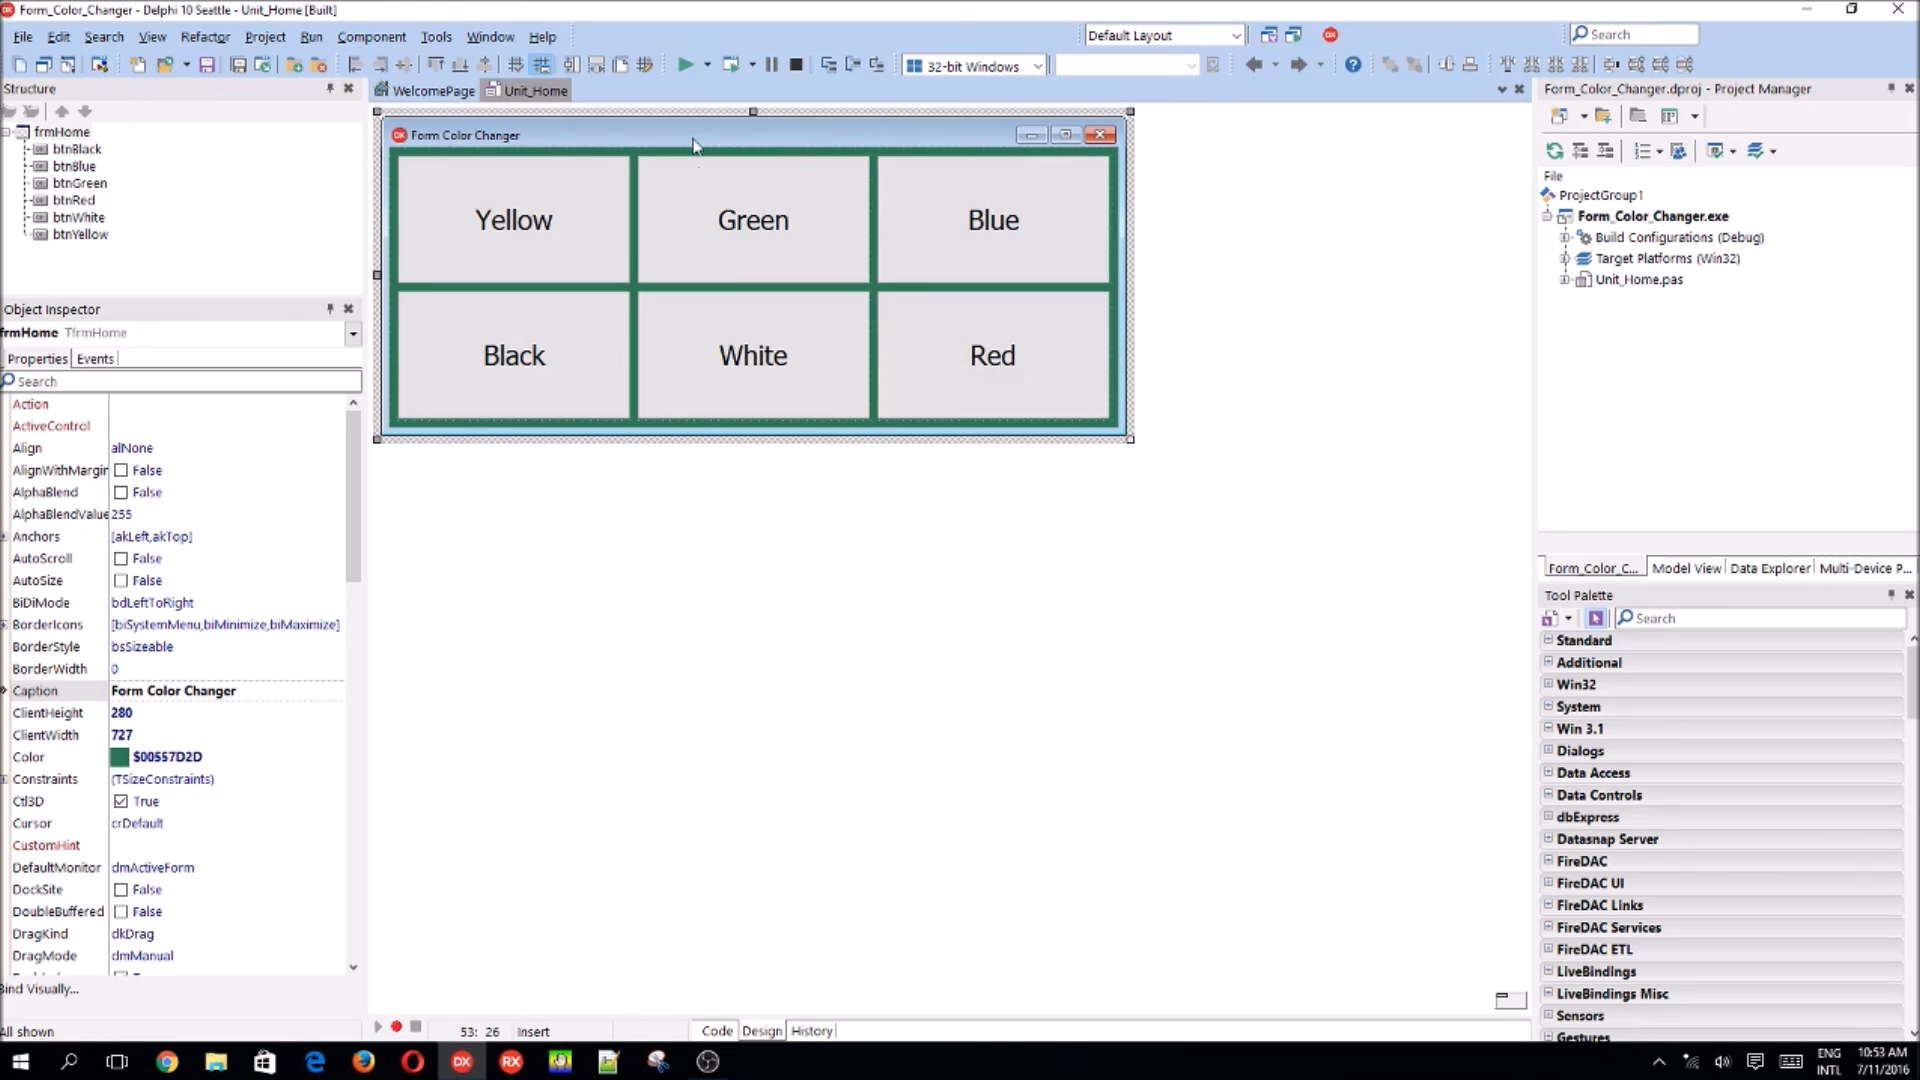 Form_Color_Changer - Delphi 10 Seattle - Unit_Home [Built]
File Edit Search View Refactor Project Run Component Tools Window Help
Default Layout
Search
32-bit Windows
Structure
frmHome
btnBlack
btnBlue
btnGreen
btnRed
btnWhite
btnYellow
Object Inspector
frmHome TfrmHome
Properties Events
Search
Action
ActiveControl
Align alNone
AlignWithMargin False
AlphaBlend False
AlphaBlendValue 255
Anchors [akLeft,akTop]
AutoScroll False
AutoSize False
BiDiMode bdLeftToRight
BorderIcons [biSystemMenu,biMinimize,biMaximize]
BorderStyle bsSizeable
BorderWidth 0
Caption Form Color Changer
ClientHeight 280
ClientWidth 727
Color $00557D2D
Constraints (TSizeConstraints)
Ctl3D True
Cursor crDefault
CustomHint
DefaultMonitor dmActiveForm
DockSite False
DoubleBuffered False
DragKind dkDrag
DragMode dmManual
Bind Visually...
All shown
WelcomePage Unit_Home
Form Color Changer
Yellow Green Blue
Black White Red
53: 26 Insert
Code Design History
Form_Color_Changer.dproj - Project Manager
File
ProjectGroup1
Form_Color_Changer.exe
Build Configurations (Debug)
Target Platforms (Win32)
Unit_Home.pas
Form_Color_C... Model View Data Explorer Multi-Device P...
Tool Palette
Search
Standard
Additional
Win32
System
Win 3.1
Dialogs
Data Access
Data Controls
dbExpress
Datasnap Server
FireDAC
FireDAC UI
FireDAC Links
FireDAC Services
FireDAC ETL
LiveBindings
LiveBindings Misc
Sensors
Gestures
DX
RX
ENG
INTL
10:53 AM
7/11/2016